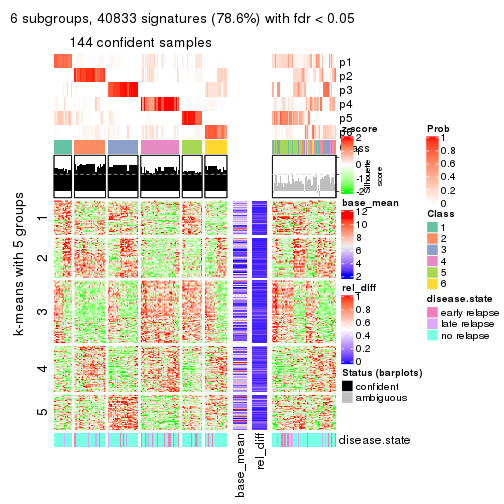 6 subgroups, 40833 signatures (78.6%) with fdr < 0.05
144 confident samples
p1
p2
p3
p4
p5
p6
Class
Silhouette
score
k-means with 5 groups
1
2
3
4
5
base_mean
rel_diff
disease.state
z-score
2
1
0
-1
-2
base_mean
12
10
8
6
4
2
rel_diff
1
0.8
0.6
0.4
0.2
0
Status (barplots)
confident
ambiguous
Prob
1
0.8
0.6
0.4
0.2
0
Class
1
2
3
4
5
6
disease.state
early relapse
late relapse
no relapse